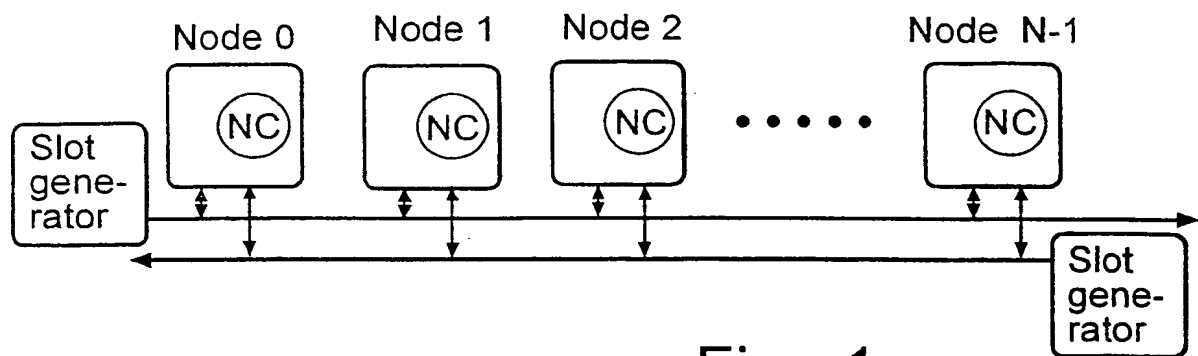 Node 0
Node 1
Node 2
Node N-1
NC
NC
NC
NC
Slot
gene-
rator
Slot
gene-
rator